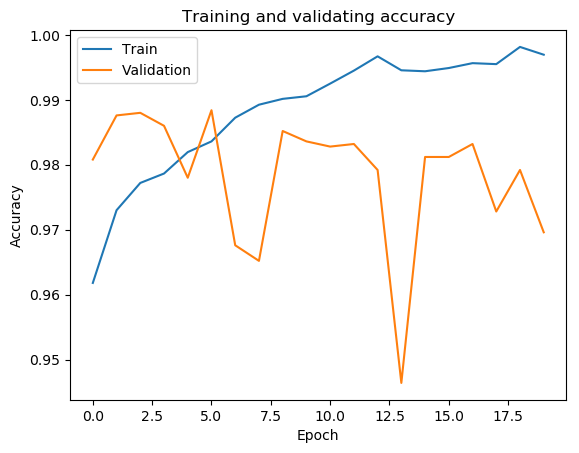 Training and validating accuracy
1.00
0.99
0.98
0.97
0.96
0.95
Accuracy
Train
Validation
0.0 2.5 5.0 7.5 10.0 12.5 15.0 17.5
Epoch